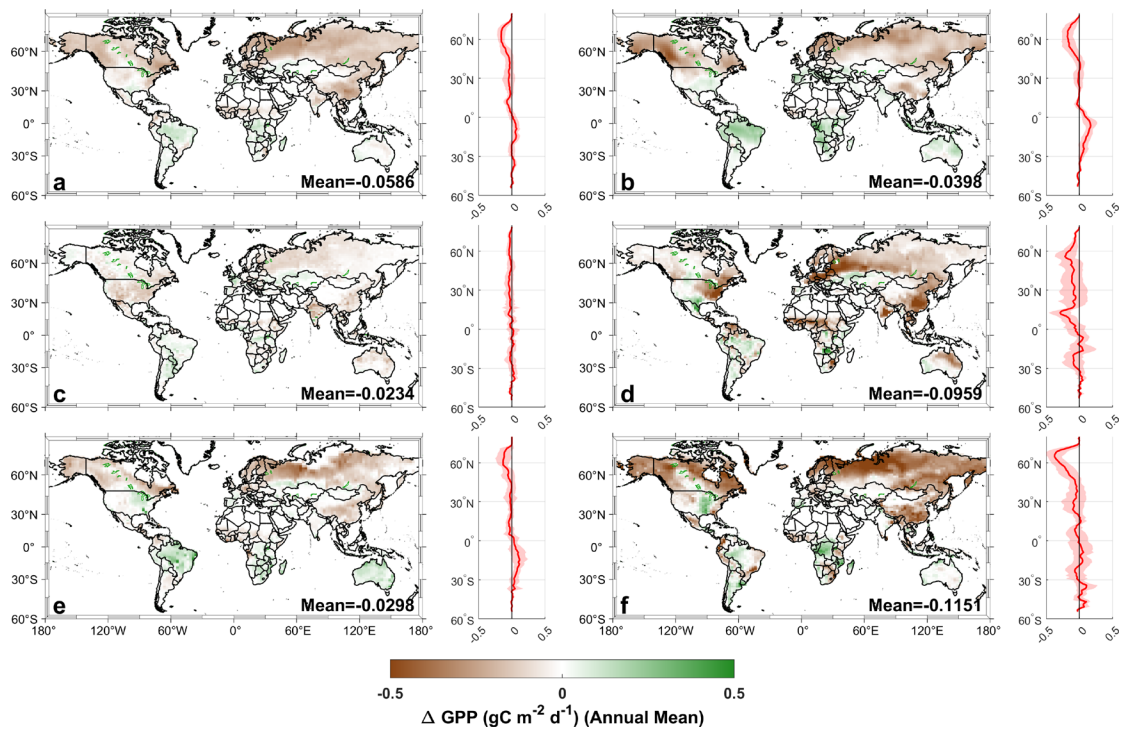 60°N
30°N
0°
30°S
60°S
a
Mean=-0.0586
60°N
30°N
0
30°S
60°S
-0.5
0
0.5
60°N
30°N
0°
30°S
60°S
b
Mean=-0.0398
60°N
30°N
0
30°S
60°S
-0.5
0
0.5
60°N
30°N
0°
30°S
60°S
c
Mean=-0.0234
60°N
30°N
0°
30°S
60°S
-0.5
0
0.5
60°N
30°N
0°
30°S
60°S
d
Mean=-0.0959
60°N
30°N
0°
30°S
60°S
-0.5
0
0.5
60°N
30°N
0°
30°S
60°S
e
Mean=-0.0298
180°
120°W
60°W
0°
60°E
120°E
180°
60°N
30°N
0°
30°S
60°S
-0.5
0
0.5
60°N
30°N
0°
30°S
60°S
f
Mean=-0.1151
180°
120°W
60°W
0°
60°E
120°E
180°
60°N
30°N
0°
30°S
60°S
-0.5
0
0.5
-0.5
0
0.5
Δ GPP (gC m-2 d-1) (Annual Mean)